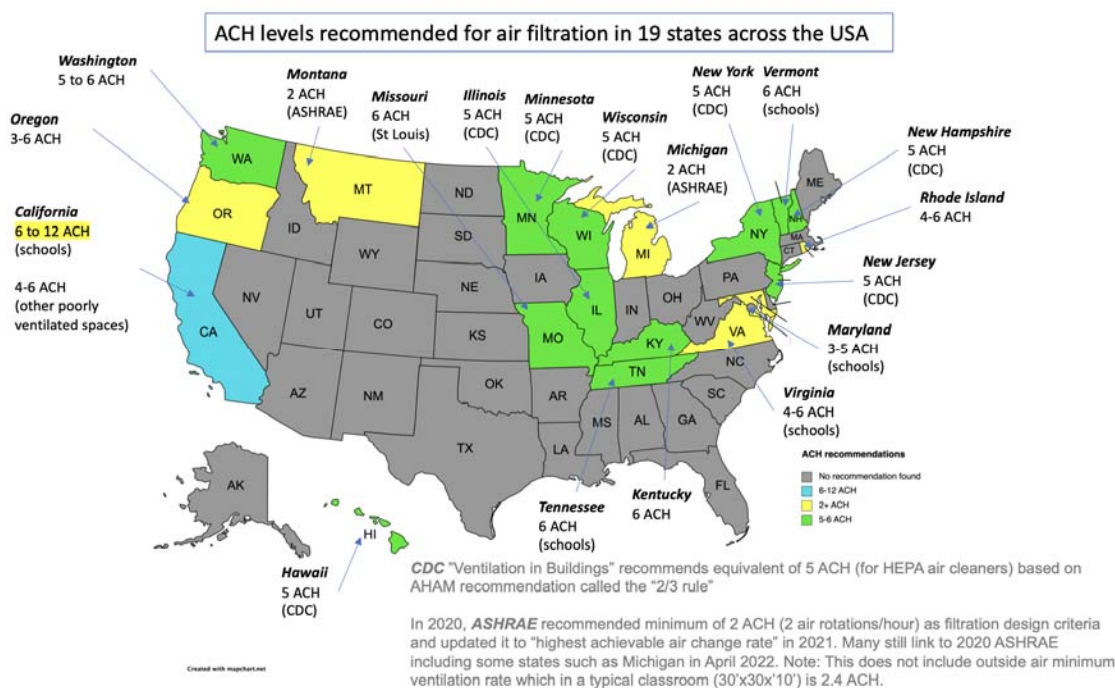 ACH levels recommended for air filtration in 19 states across the USA
Washington
5 to 6 ACH
Oregon
3-6 ACH
California
6 to 12 ACH
(schools)
4-6 ACH
(other poorly
ventilated spaces)
Montana
2 ACH
(ASHRAE)
Missouri
6 ACH
(St Louis)
Illinois
5 ACH
(CDC)
Minnesota
5 ACH
(CDC)
Wisconsin
5 ACH
(CDC)
Michigan
2 ACH
(ASHRAE)
New York
5 ACH
(CDC)
Vermont
6 ACH
(schools)
New Hampshire
5 ACH
(CDC)
Rhode Island
4-6 ACH
New Jersey
5 ACH
(CDC)
Maryland
3-5 ACH
(schools)
Virginia
4-6 ACH
(schools)
Kentucky
6 ACH
Tennessee
6 ACH
(schools)
Hawaii
5 ACH
(CDC)
WA
OR
CA
ID
NV
MT
WY
UT
AZ
CO
NM
ND
SD
NE
KS
OK
TX
MN
IA
MO
AR
LA
WI
IL
MI
IN
OH
KY
TN
MS
AL
GA
FL
SC
NC
VA
WV
PA
NY
NH
MA
CT
ME
AK
HI
ACH recommendations
No recommendation found
6-12 ACH
2+ ACH
5-6 ACH
CDC "Ventilation in Buildings" recommends equivalent of 5 ACH (for HEPA air cleaners) based on
AHAM recommendation called the “2/3 rule”
In 2020, ASHRAE recommended minimum of 2 ACH (2 air rotations/hour) as filtration design criteria
and updated it to “highest achievable air change rate” in 2021. Many still link to 2020 ASHRAE
including some states such as Michigan in April 2022. Note: This does not include outside air minimum
ventilation rate which in a typical classroom (30’x30x’10’) is 2.4 ACH.
Created with mapchart.net